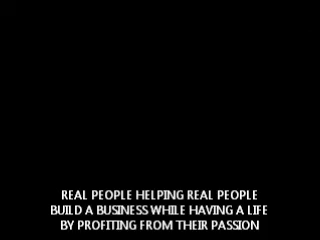 REAL PEOPLE HELPING REAL PEOPLE
BUILD A BUSINESS WHILE HAVING A LIFE
BY PROFITING FROM THEIR PASSION